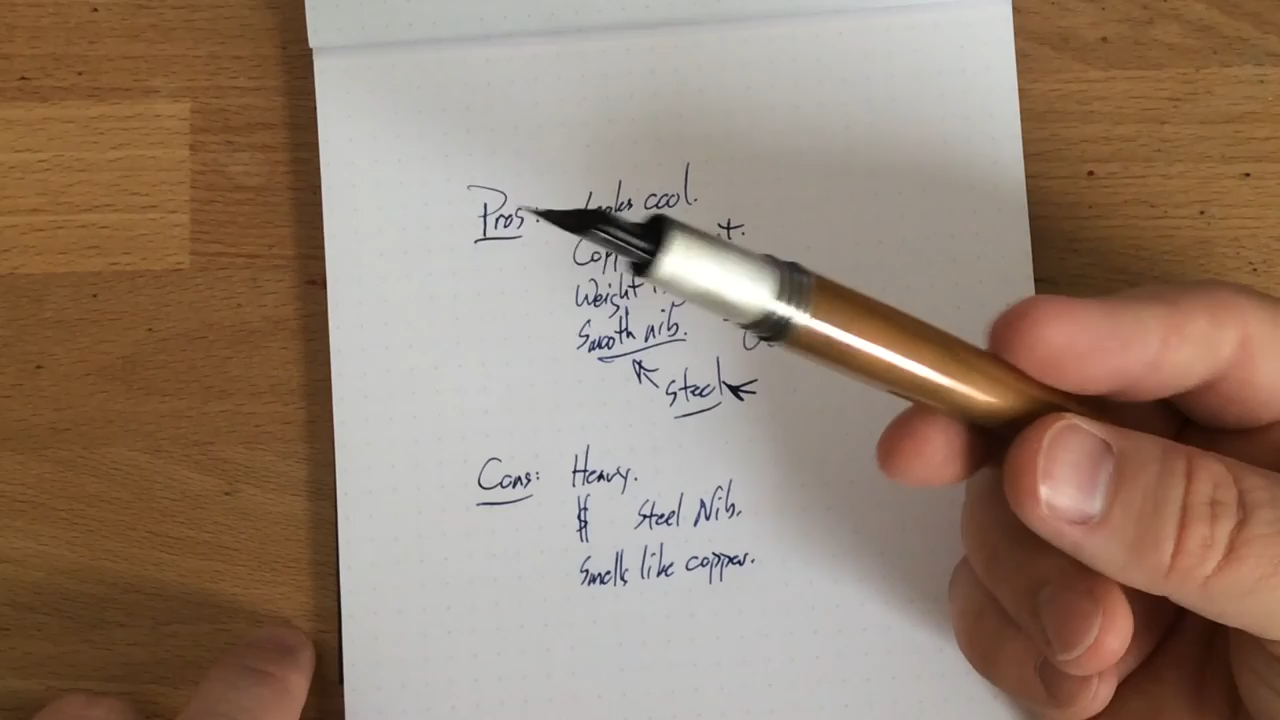 Pros: Looks cool.
Weight
Smooth nib.
steel
Cons: Heavy.
$ Steel Nib.
Smells like copper.